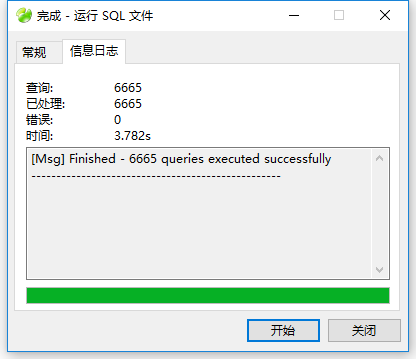 完成 - 运行 SQL 文件
常规 信息日志
查询: 6665
已处理: 6665
错误: 0
时间: 3.782s
[Msg] Finished - 6665 queries executed successfully
--------------------------------------------------
开始 关闭